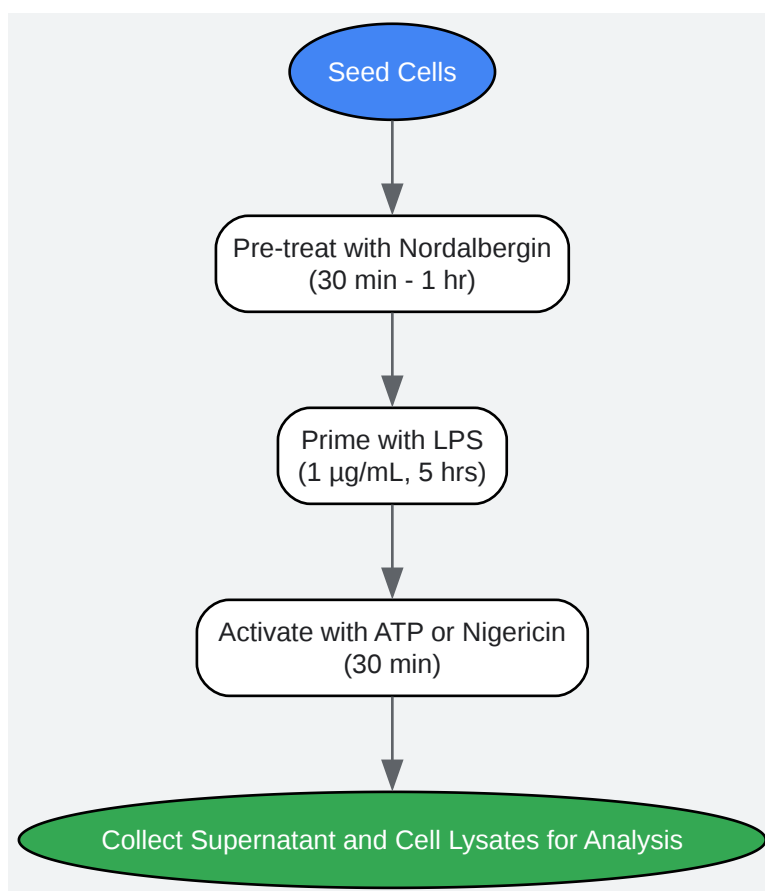 Seed Cells
Pre-treat with Nordalbergin
(30 min - 1 hr)
Prime with LPS
(1 µg/mL, 5 hrs)
Activate with ATP or Nigericin
(30 min)
Collect Supernatant and Cell Lysates for Analysis